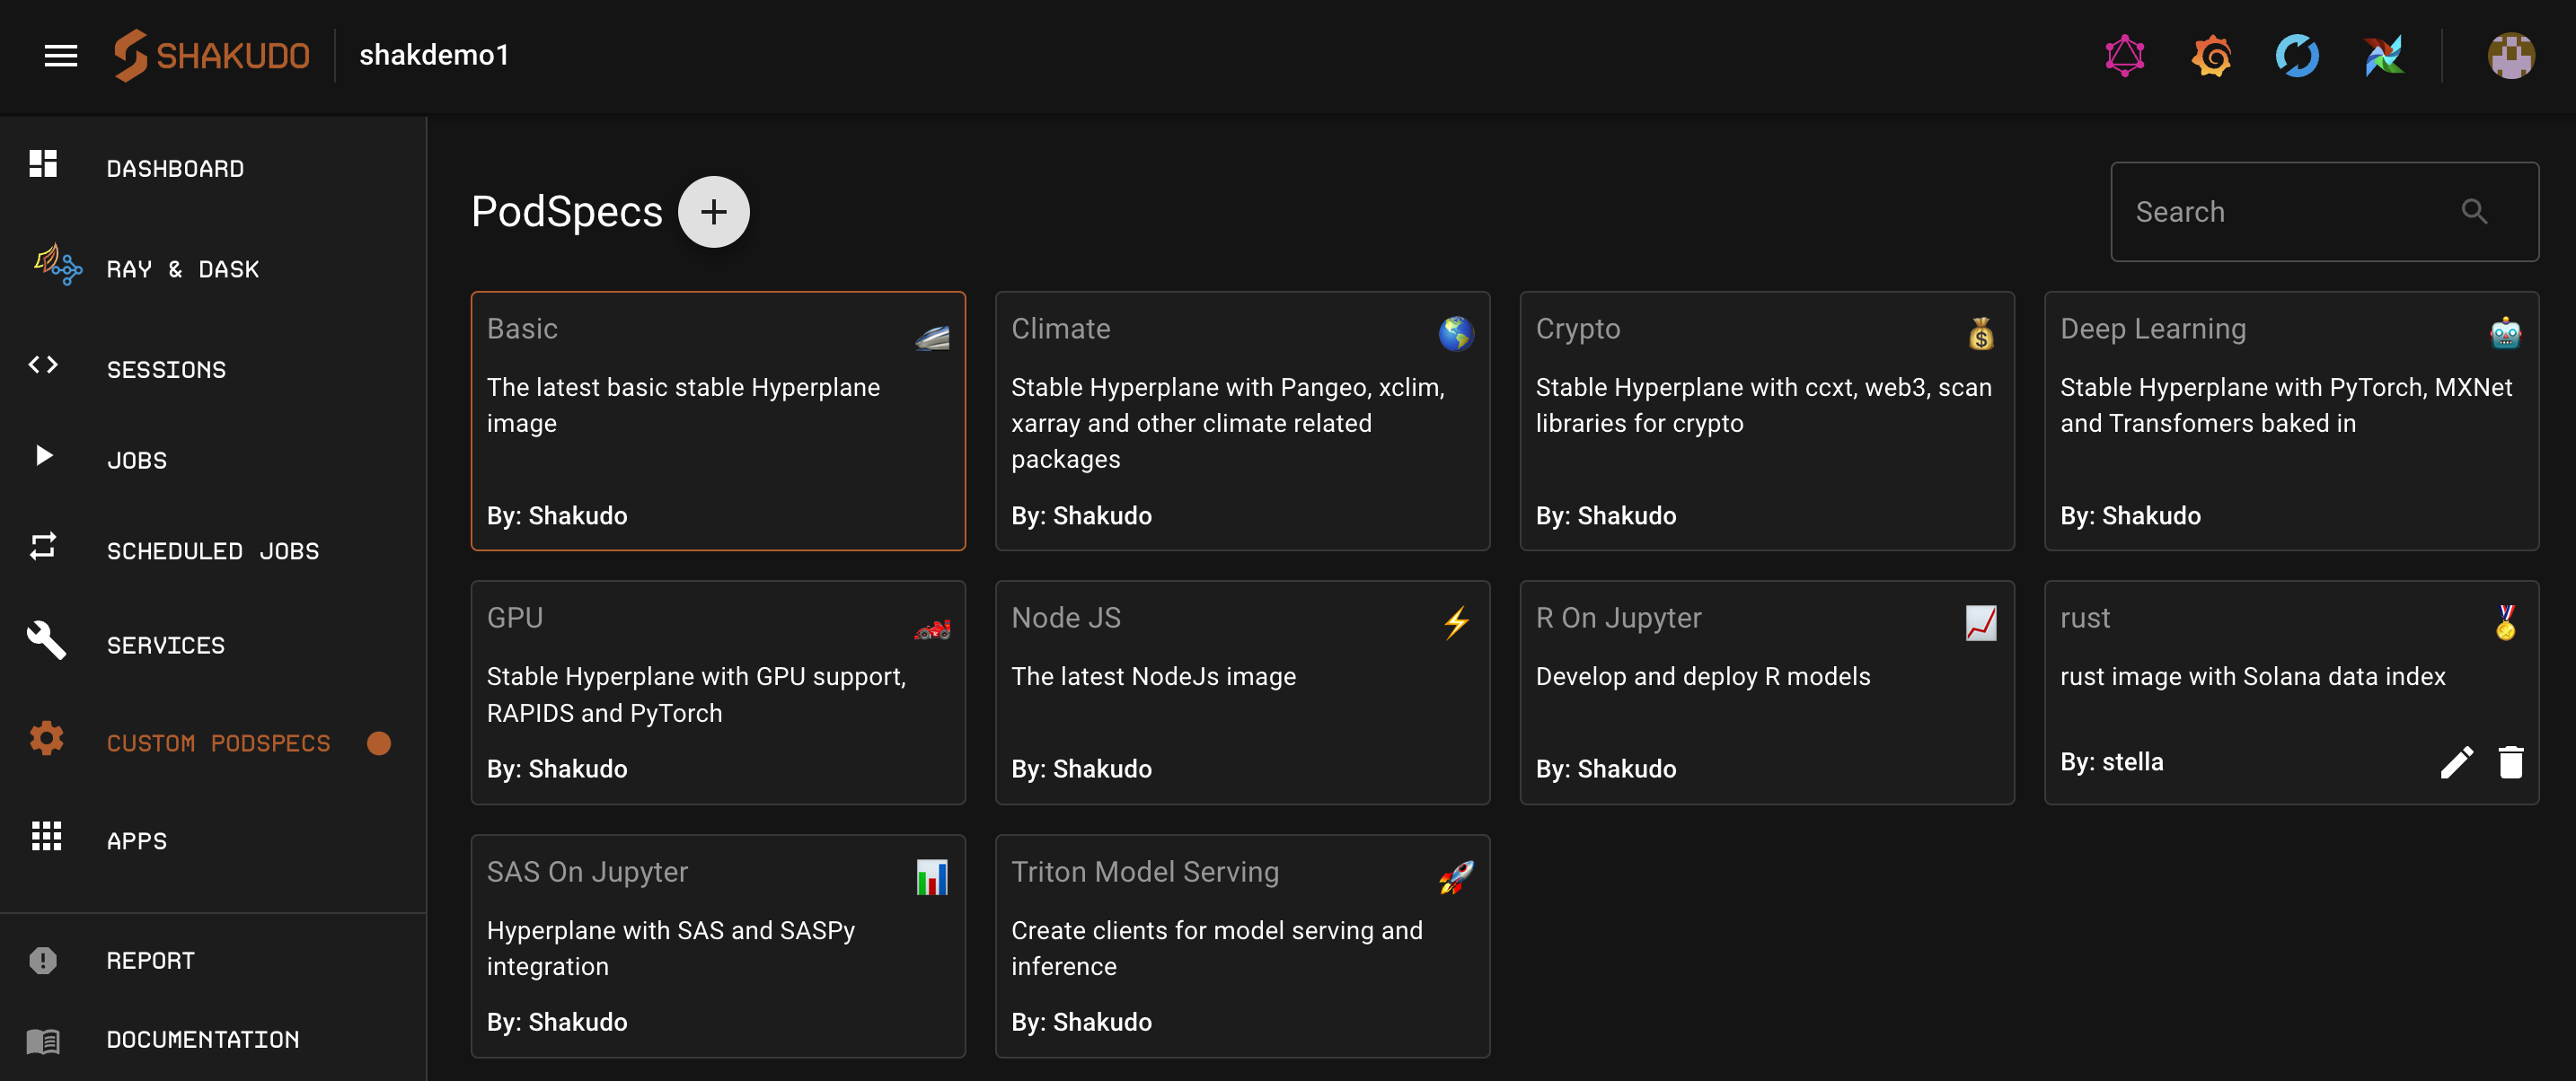 SHAKUDO
shakdemo1
DASHBOARD
RAY & DASK
SESSIONS
JOBS
SCHEDULED JOBS
SERVICES
CUSTOM PODSPECS
APPS
REPORT
DOCUMENTATION
PodSpecs
Search
Basic
The latest basic stable Hyperplane
image
By: Shakudo
Climate
Stable Hyperplane with Pangeo, xclim,
xarray and other climate related
packages
By: Shakudo
Crypto
Stable Hyperplane with ccxt, web3, scan
libraries for crypto
By: Shakudo
Deep Learning
Stable Hyperplane with PyTorch, MXNet
and Transfomers baked in
By: Shakudo
GPU
Stable Hyperplane with GPU support,
RAPIDS and PyTorch
By: Shakudo
Node JS
The latest NodeJs image
By: Shakudo
R On Jupyter
Develop and deploy R models
By: Shakudo
rust
rust image with Solana data index
By: stella
SAS On Jupyter
Hyperplane with SAS and SASPy
integration
By: Shakudo
Triton Model Serving
Create clients for model serving and
inference
By: Shakudo